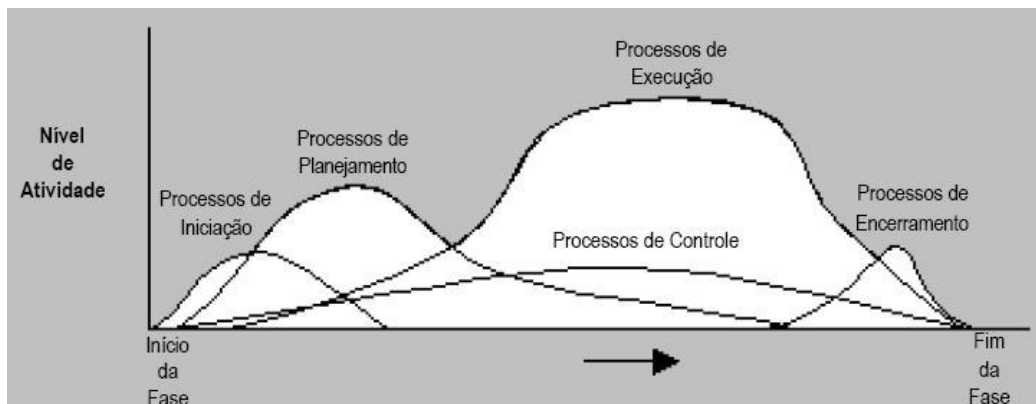 Processos de
Execução
Nível
de
Atividade
Processos de
Planejamento
Processos de
Iniciação
Processos de
Encerramento
Processos de Controle
Início
da
Fase
Fim
da
Fase